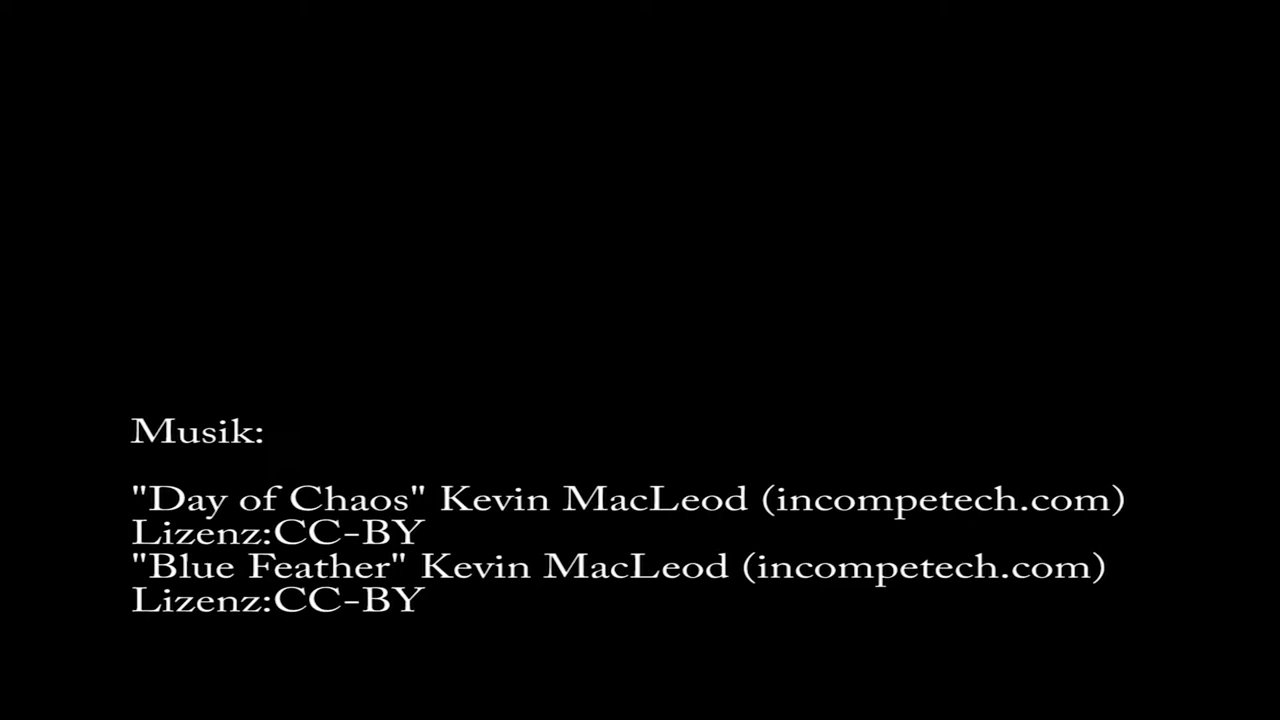 Musik:
"Day of Chaos" Kevin MacLeod (incompetech.com)
Lizenz:CC-BY
"Blue Feather" Kevin MacLeod (incompetech.com)
Lizenz:CC-BY